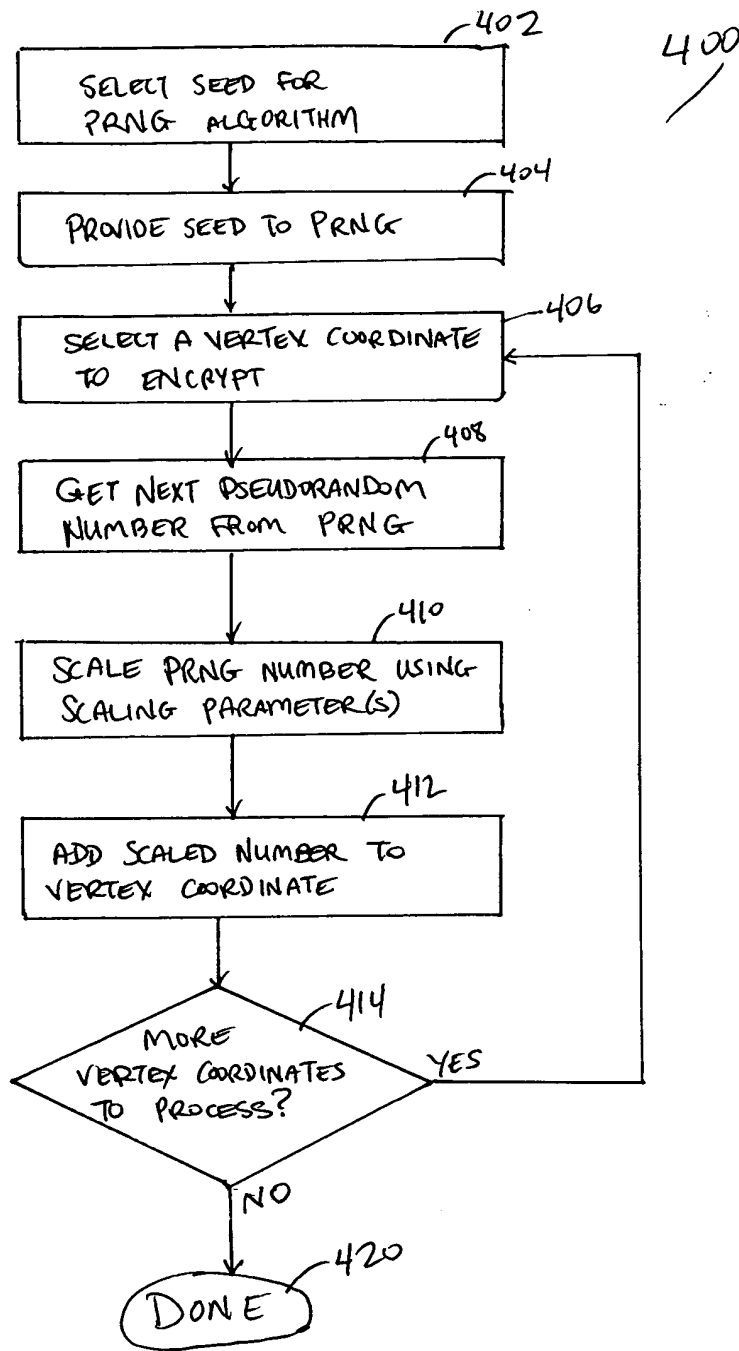 402
400
SELECT SEED FOR
PRNG ALGORITHM
404
PROVIDE SEED TO PRNG
406
SELECT A VERTEX COORDINATE
TO ENCRYPT
408
GET NEXT PSEUDORANDOM
NUMBER FROM PRNG
410
SCALE PRNG NUMBER USING
SCALING PARAMETER(S)
412
ADD SCALED NUMBER TO
VERTEX COORDINATE
414
MORE
VERTEX COORDINATES
TO PROCESS?
YES
NO
420
DONE